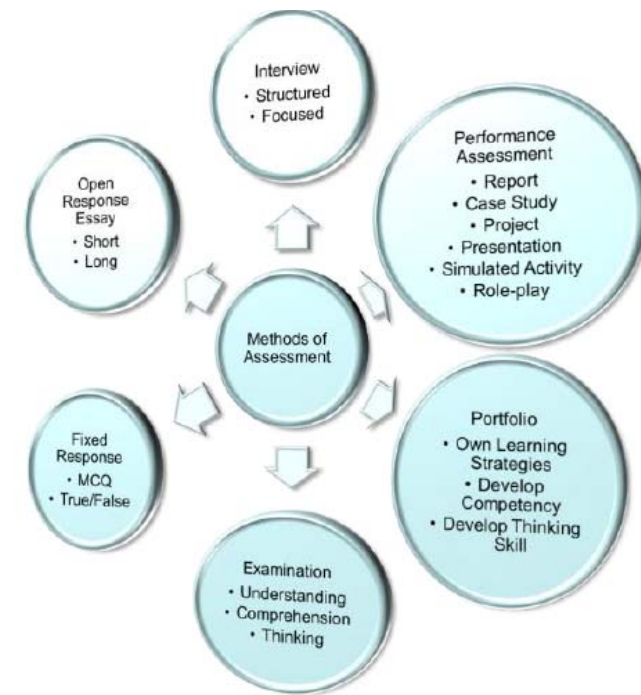 Interview
• Structured
• Focused
Performance
Assessment
• Report
• Case Study
• Project
• Presentation
• Simulated Activity
• Role-play
Open
Response
Essay
• Short
• Long
Methods of
Assessment
Fixed
Response
• MCQ
• True/False
Portfolio
• Own Learning
Strategies
• Develop
Competency
• Develop Thinking
Skill
Examination
• Understanding
• Comprehension
• Thinking